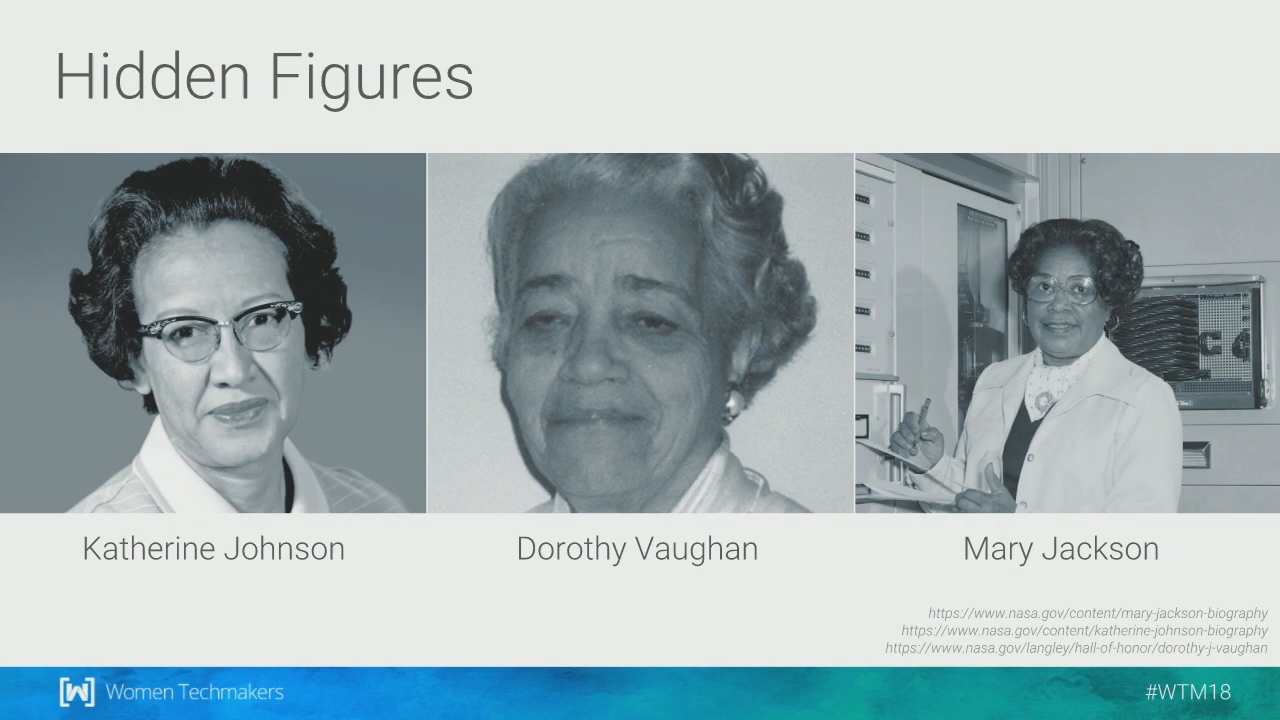 Hidden Figures
Katherine Johnson
Dorothy Vaughan
Mary Jackson
https://www.nasa.gov/content/mary-jackson-biography
https://www.nasa.gov/content/katherine-johnson-biography
https://www.nasa.gov/langley/hall-of-honor/dorothy-j-vaughan
[W] Women Techmakers
#WTM18